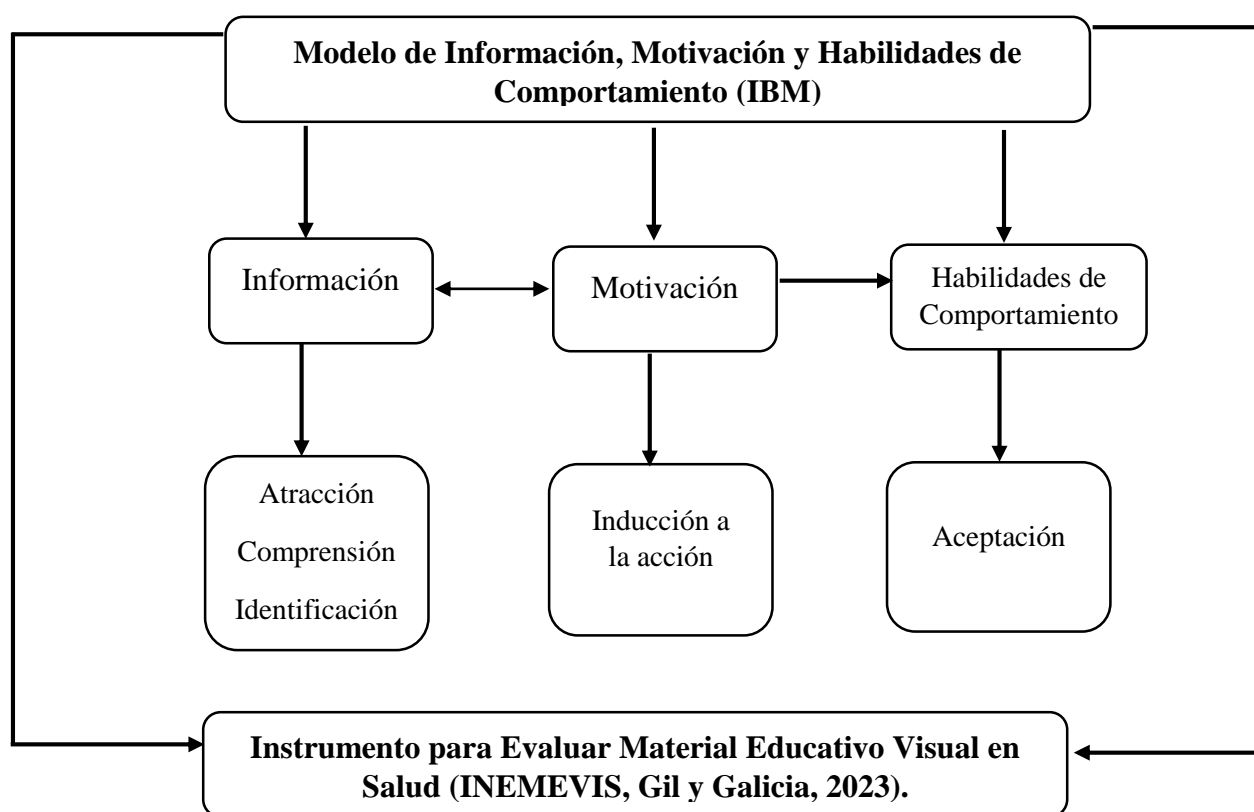 Modelo de Información, Motivación y Habilidades de
Comportamiento (IBM)
Información
Motivación
Habilidades de
Comportamiento
Atracción
Comprensión
Identificación
Inducción a
la acción
Aceptación
Instrumento para Evaluar Material Educativo Visual en
Salud (INEMEVIS, Gil y Galicia, 2023).